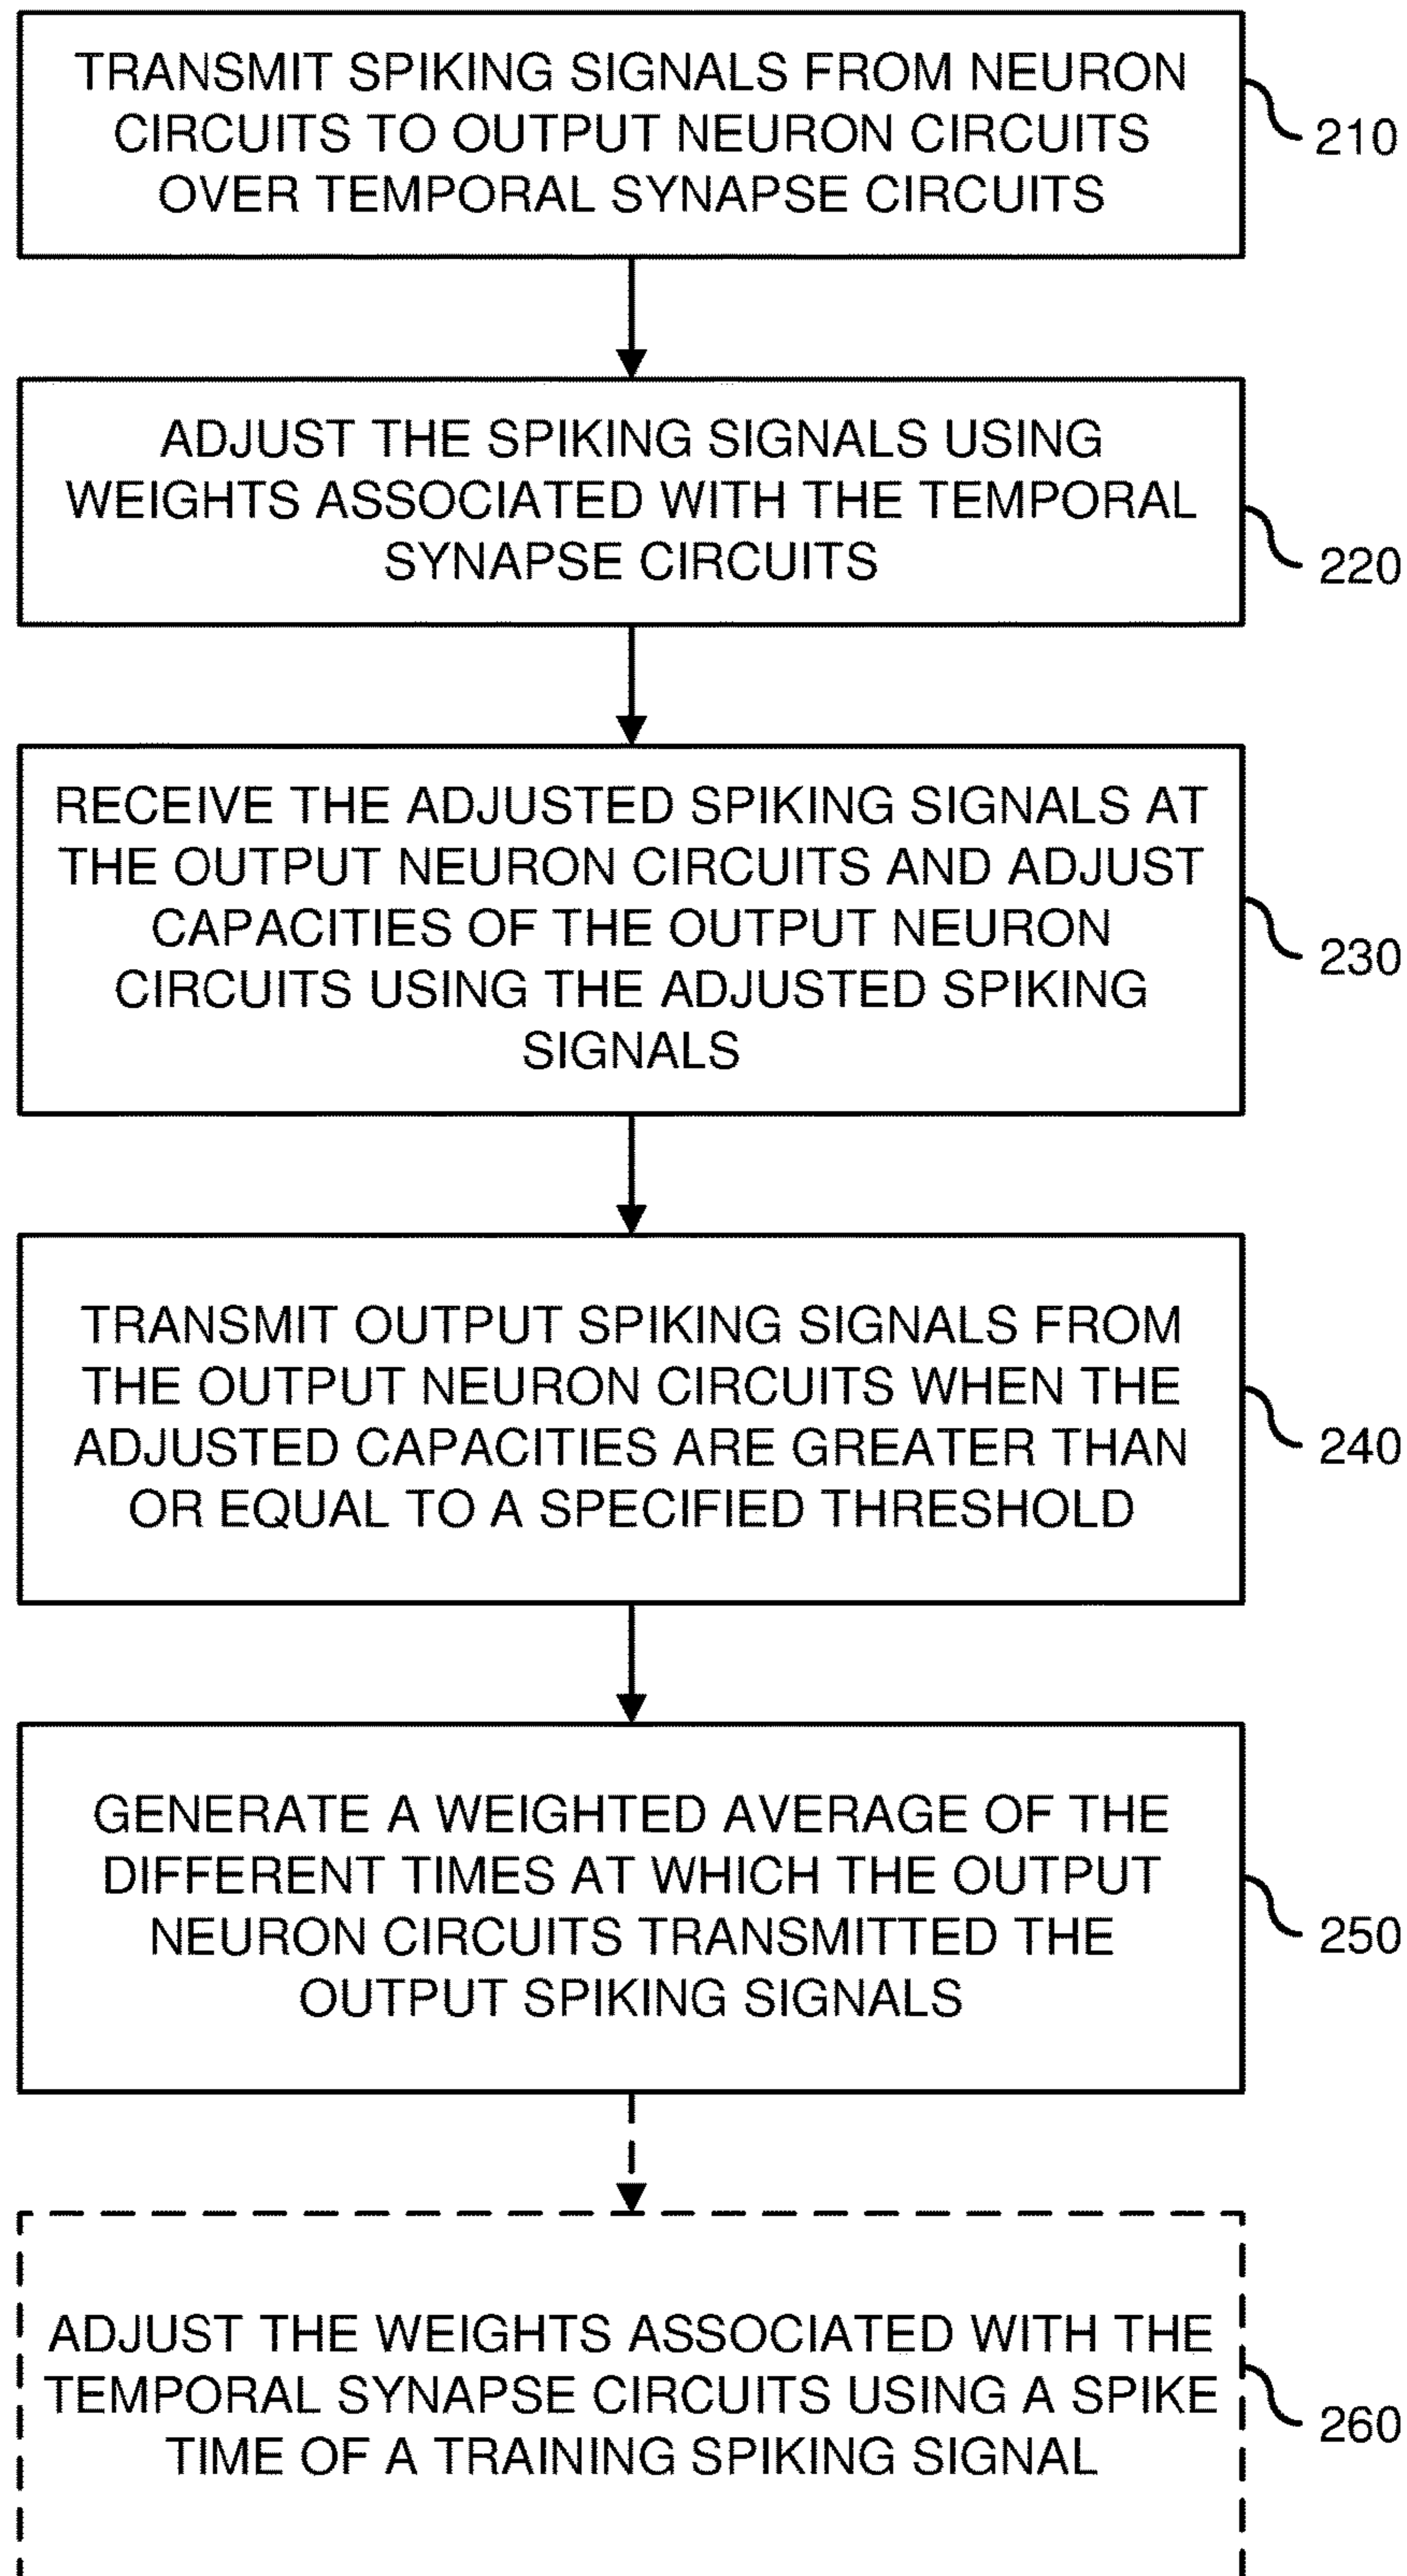 TRANSMIT SPIKING SIGNALS FROM NEURON
CIRCUITS TO OUTPUT NEURON CIRCUITS
OVER TEMPORAL SYNAPSE CIRCUITS
210
ADJUST THE SPIKING SIGNALS USING
WEIGHTS ASSOCIATED WITH THE TEMPORAL
SYNAPSE CIRCUITS
220
RECEIVE THE ADJUSTED SPIKING SIGNALS AT
THE OUTPUT NEURON CIRCUITS AND ADJUST
CAPACITIES OF THE OUTPUT NEURON
CIRCUITS USING THE ADJUSTED SPIKING
SIGNALS
230
TRANSMIT OUTPUT SPIKING SIGNALS FROM
THE OUTPUT NEURON CIRCUITS WHEN THE
ADJUSTED CAPACITIES ARE GREATER THAN
OR EQUAL TO A SPECIFIED THRESHOLD
240
GENERATE A WEIGHTED AVERAGE OF THE
DIFFERENT TIMES AT WHICH THE OUTPUT
NEURON CIRCUITS TRANSMITTED THE
OUTPUT SPIKING SIGNALS
250
ADJUST THE WEIGHTS ASSOCIATED WITH THE
TEMPORAL SYNAPSE CIRCUITS USING A SPIKE
TIME OF A TRAINING SPIKING SIGNAL
260